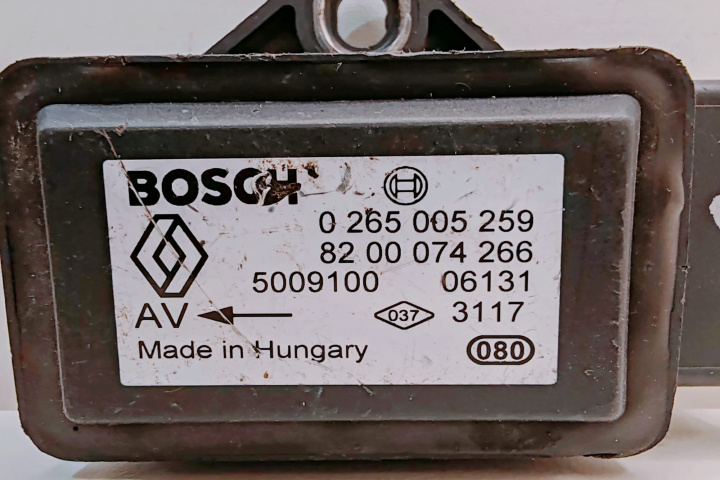 BOSCH
0 265 005 259
82 00 074 266
5009100 06131
AV 037 3117
Made in Hungary 080